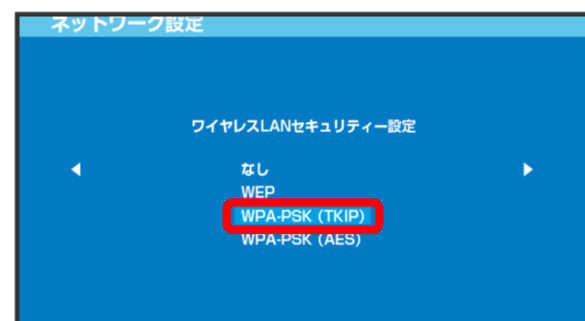 ネットワーク設定
ワイヤレスLANセキュリティー設定
なし
WEP
WPA-PSK (TKIP)
WPA-PSK (AES)